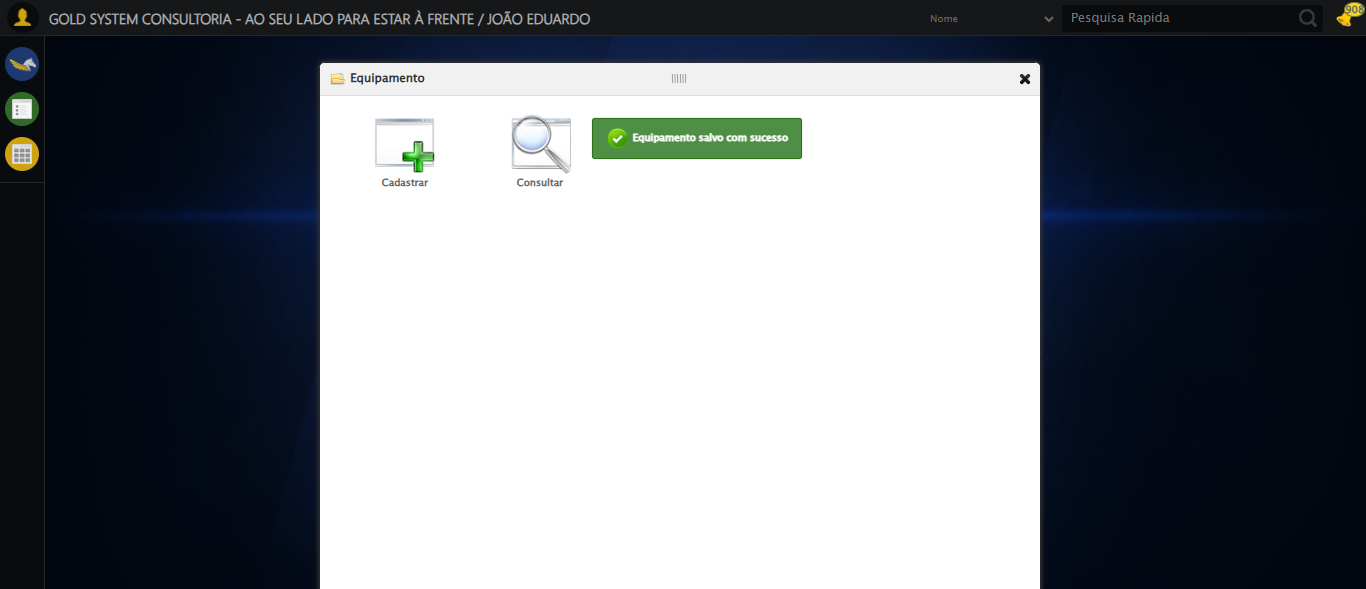 GOLD SYSTEM CONSULTORIA - AO SEU LADO PARA ESTAR À FRENTE / JOÃO EDUARDO
Nome
Pesquisa Rapida
908
Equipamento
Equipamento salvo com sucesso
Cadastrar
Consultar